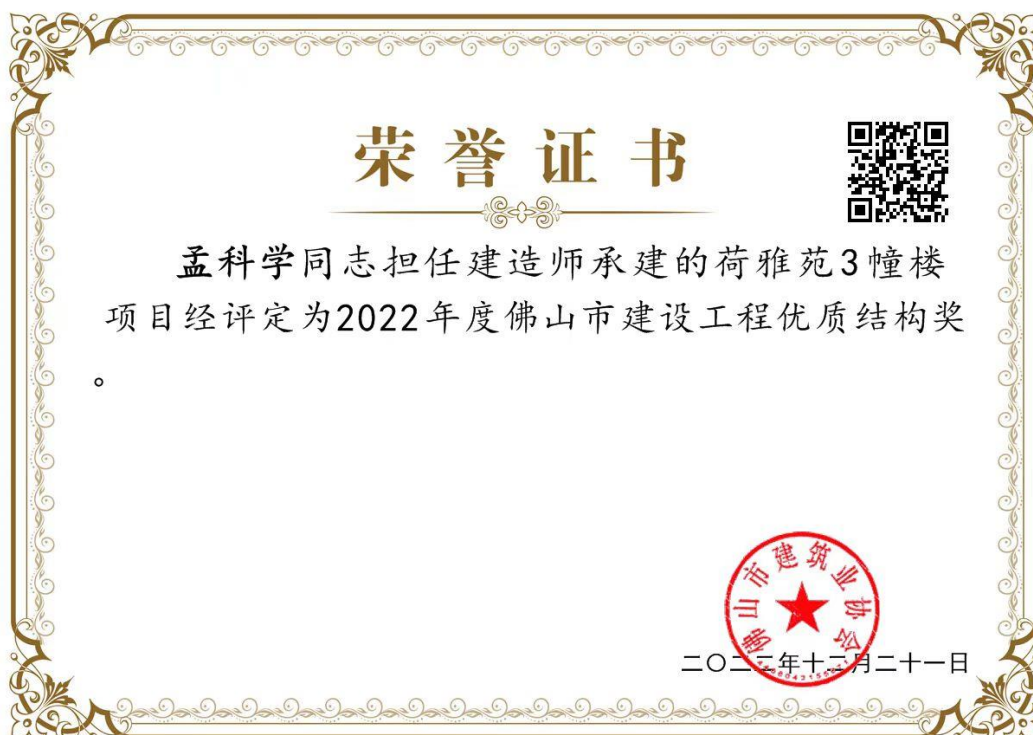 荣誉证书
孟科学同志担任建造师承建的荷雅苑3幢楼
项目经评定为2022年度佛山市建设工程优质结构奖
。
佛山市建筑业协会
二〇二二年十二月二十一日